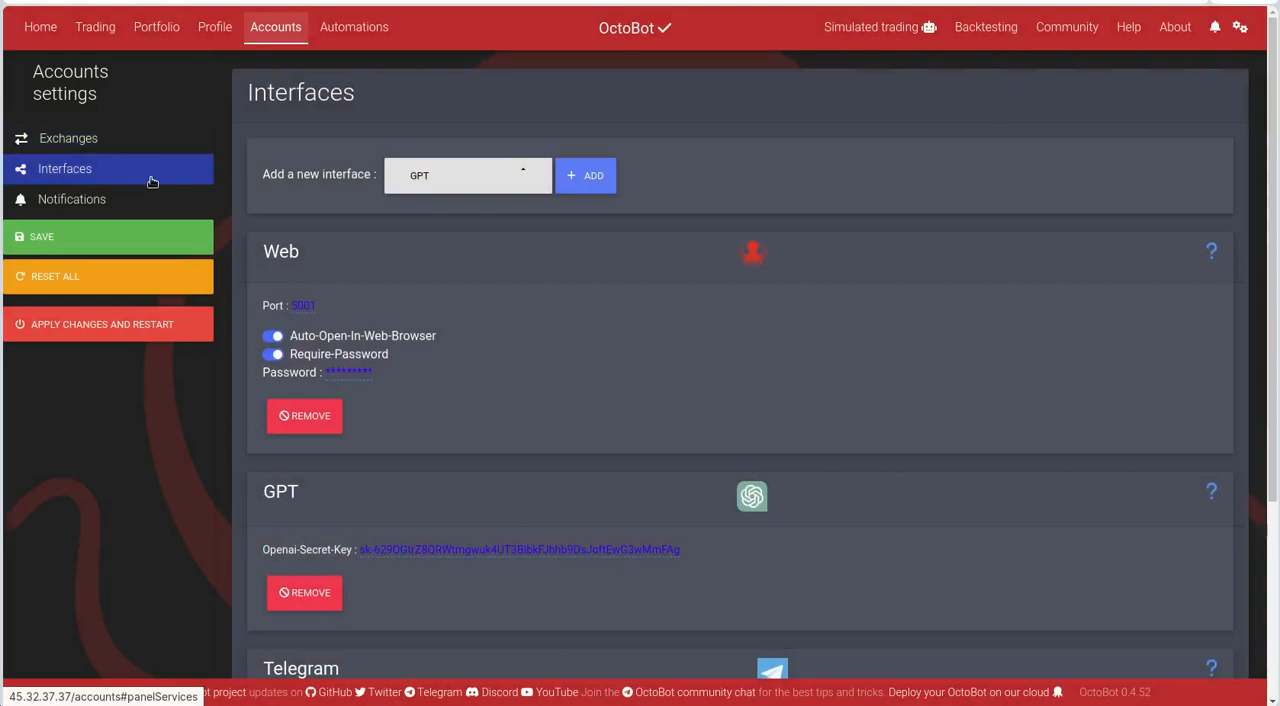 Home Trading Portfolio Profile Accounts Automations OctoBot Simulated trading Backtesting Community Help About
Accounts
settings
Exchanges
Interfaces
Notifications
SAVE
RESET ALL
APPLY CHANGES AND RESTART
Interfaces
Add a new interface : GPT + ADD
Web ?
Port : 5001
Auto-Open-In-Web-Browser
Require-Password
Password : *********
REMOVE
GPT ?
Openai-Secret-Key :
REMOVE
Telegram ?
45.32.37.37/accounts#panelServices
project updates on GitHub Twitter Telegram Discord YouTube Join the OctoBot community chat for the best tips and tricks. Deploy your OctoBot on our cloud OctoBot 0.4.52